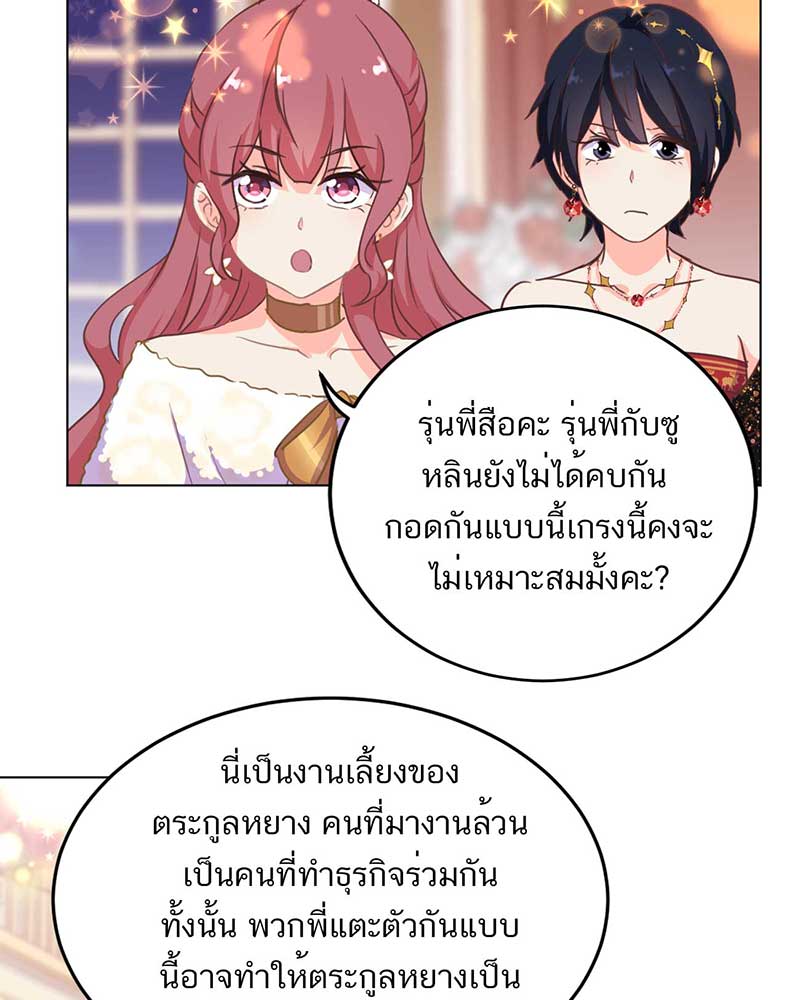 รุ่นพี่สือคะ รุ่นพี่กับซู
หลินยังไม่ได้คบกัน
กอดกันแบบนี้เกรงนี้คงจะ
ไม่เหมาะสมมั้งคะ?
นี่เป็นงานเลี้ยงของ
ตระกูลหยาง คนที่มางานล้วน
เป็นคนที่ทำธุรกิจร่วมกัน
ทั้งนั้น พวกพี่แตะตัวกันแบบ
นี้อาจทำให้ตระกูลหยางเป็น